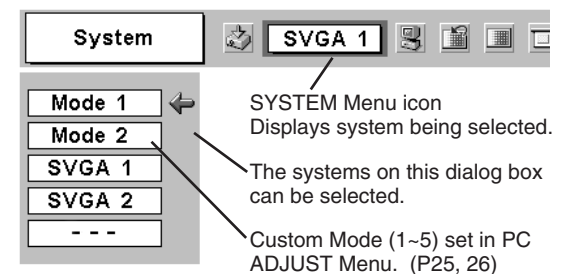 System
SVGA 1
Mode 1
Mode 2
SVGA 1
SVGA 2
- - -
SYSTEM Menu icon
Displays system being selected.
The systems on this dialog box
can be selected.
Custom Mode (1~5) set in PC
ADJUST Menu.  (P25, 26)